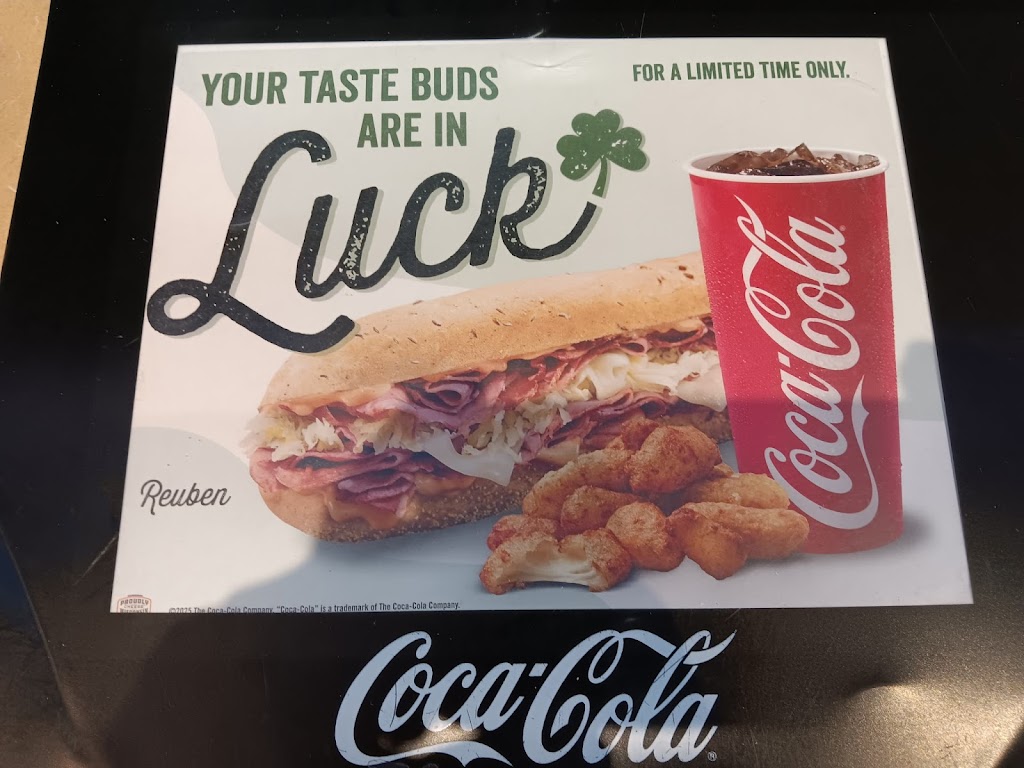 YOUR TASTE BUDS
ARE IN
Luck
FOR A LIMITED TIME ONLY.
Coca-Cola®
Reuben
PROUDLY
©2025 The Coca-Cola Company. "Coca-Cola" is a trademark of The Coca-Cola Company.
Coca-Cola®